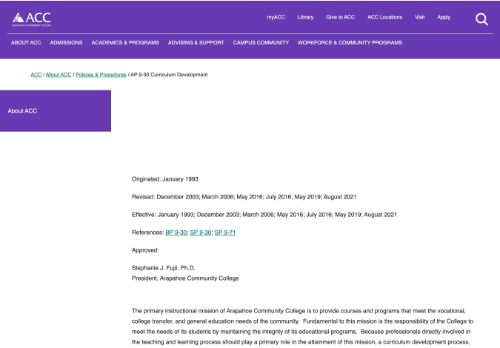 ACC
ARAPAHOE COMMUNITY COLLEGE
myACC Library Give to ACC ACC Locations Visit Apply
ABOUT ACC ADMISSIONS ACADEMICS & PROGRAMS ADVISING & SUPPORT CAMPUS COMMUNITY WORKFORCE & COMMUNITY PROGRAMS
ACC / About ACC / Policies & Procedures / AP 9-30 Curriculum Development
About ACC
Originated: January 1993
Revised: December 2003; March 2006; May 2016; July 2016; May 2019; August 2021
Effective: January 1993; December 2003; March 2006; May 2016; July 2016; May 2019; August 2021
References: BP 9-30; SP 9-30; SP 9-71
Approved:
Stephanie J. Fujii, Ph.D.
President, Arapahoe Community College
The primary instructional mission of Arapahoe Community College is to provide courses and programs that meet the vocational,
college transfer, and general education needs of the community. Fundamental to this mission is the responsibility of the College to
meet the needs of its students by maintaining the integrity of its educational programs. Because professionals directly involved in
the teaching and learning process should play a primary role in the attainment of this mission, a curriculum development process,